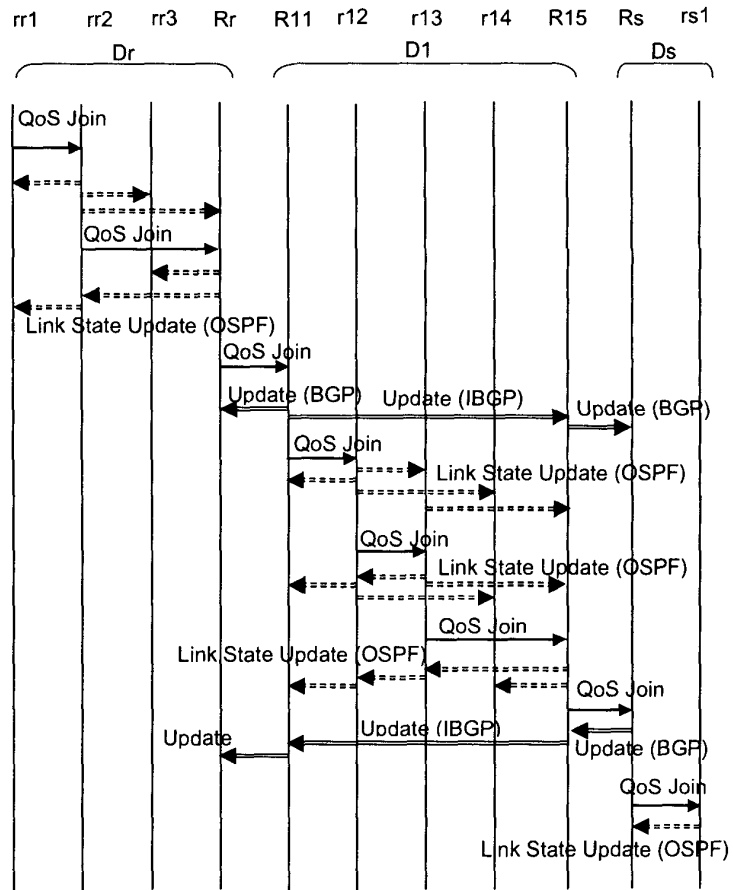 rr1 rr2 rr3 Rr R11 r12 r13 r14 R15 Rs rs1
Dr D1 Ds
QoS Join
QoS Join
Link State Update (OSPF)
QoS Join
Update (BGP)
Update (IBGP)
Update (BGP)
QoS Join
Link State Update (OSPF)
QoS Join
Link State Update (OSPF)
QoS Join
Link State Update (OSPF)
QoS Join
Update
Update (IBGP)
Update (BGP)
QoS Join
Link State Update (OSPF)